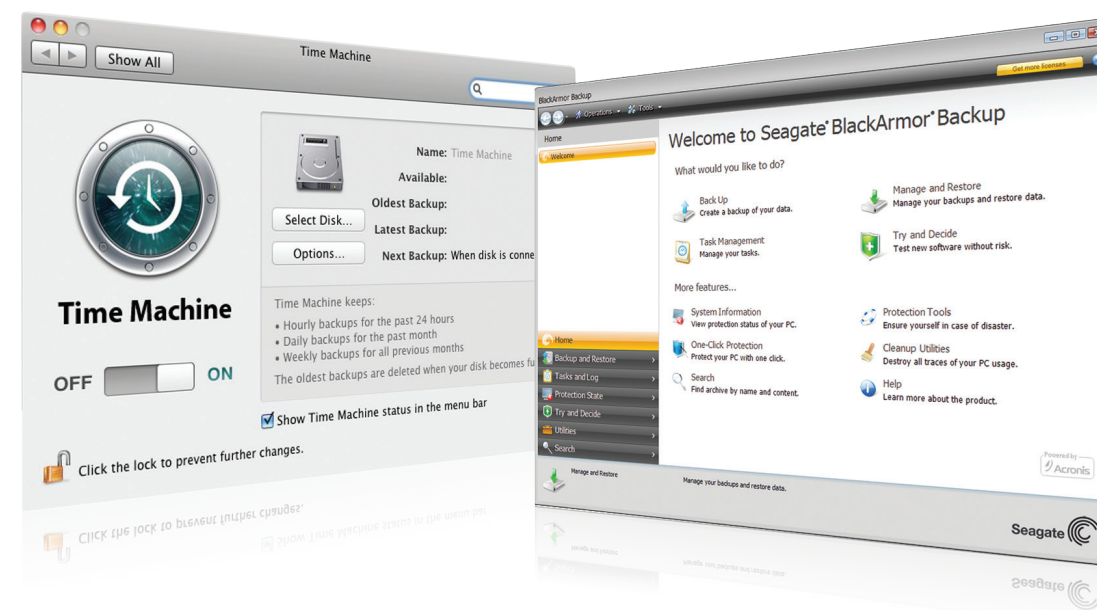 Time Machine
Show All
Name: Time Machine
Available:
Oldest Backup:
Select Disk...
Latest Backup:
Options...
Next Backup: When disk is conne
Time Machine
Time Machine keeps:
• Hourly backups for the past 24 hours
• Daily backups for the past month
• Weekly backups for all previous months
The oldest backups are deleted when your disk becomes fu
OFF
ON
Show Time Machine status in the menu bar
Click the lock to prevent further changes.
BlackArmor Backup
Get more licenses
Operations
Tools
Home
Welcome
Welcome to Seagate® BlackArmor® Backup
What would you like to do?
Back Up
Create a backup of your data.
Manage and Restore
Manage your backups and restore data.
Task Management
Manage your tasks.
Try and Decide
Test new software without risk.
More features...
System Information
View protection status of your PC.
Protection Tools
Ensure yourself in case of disaster.
One-Click Protection
Protect your PC with one click.
Cleanup Utilities
Destroy all traces of your PC usage.
Search
Find archive by name and content.
Help
Learn more about the product.
Home
Backup and Restore
Tasks and Log
Protection State
Try and Decide
Utilities
Search
Powered by
Acronis
Manage and Restore
Manage your backups and restore data.
Seagate